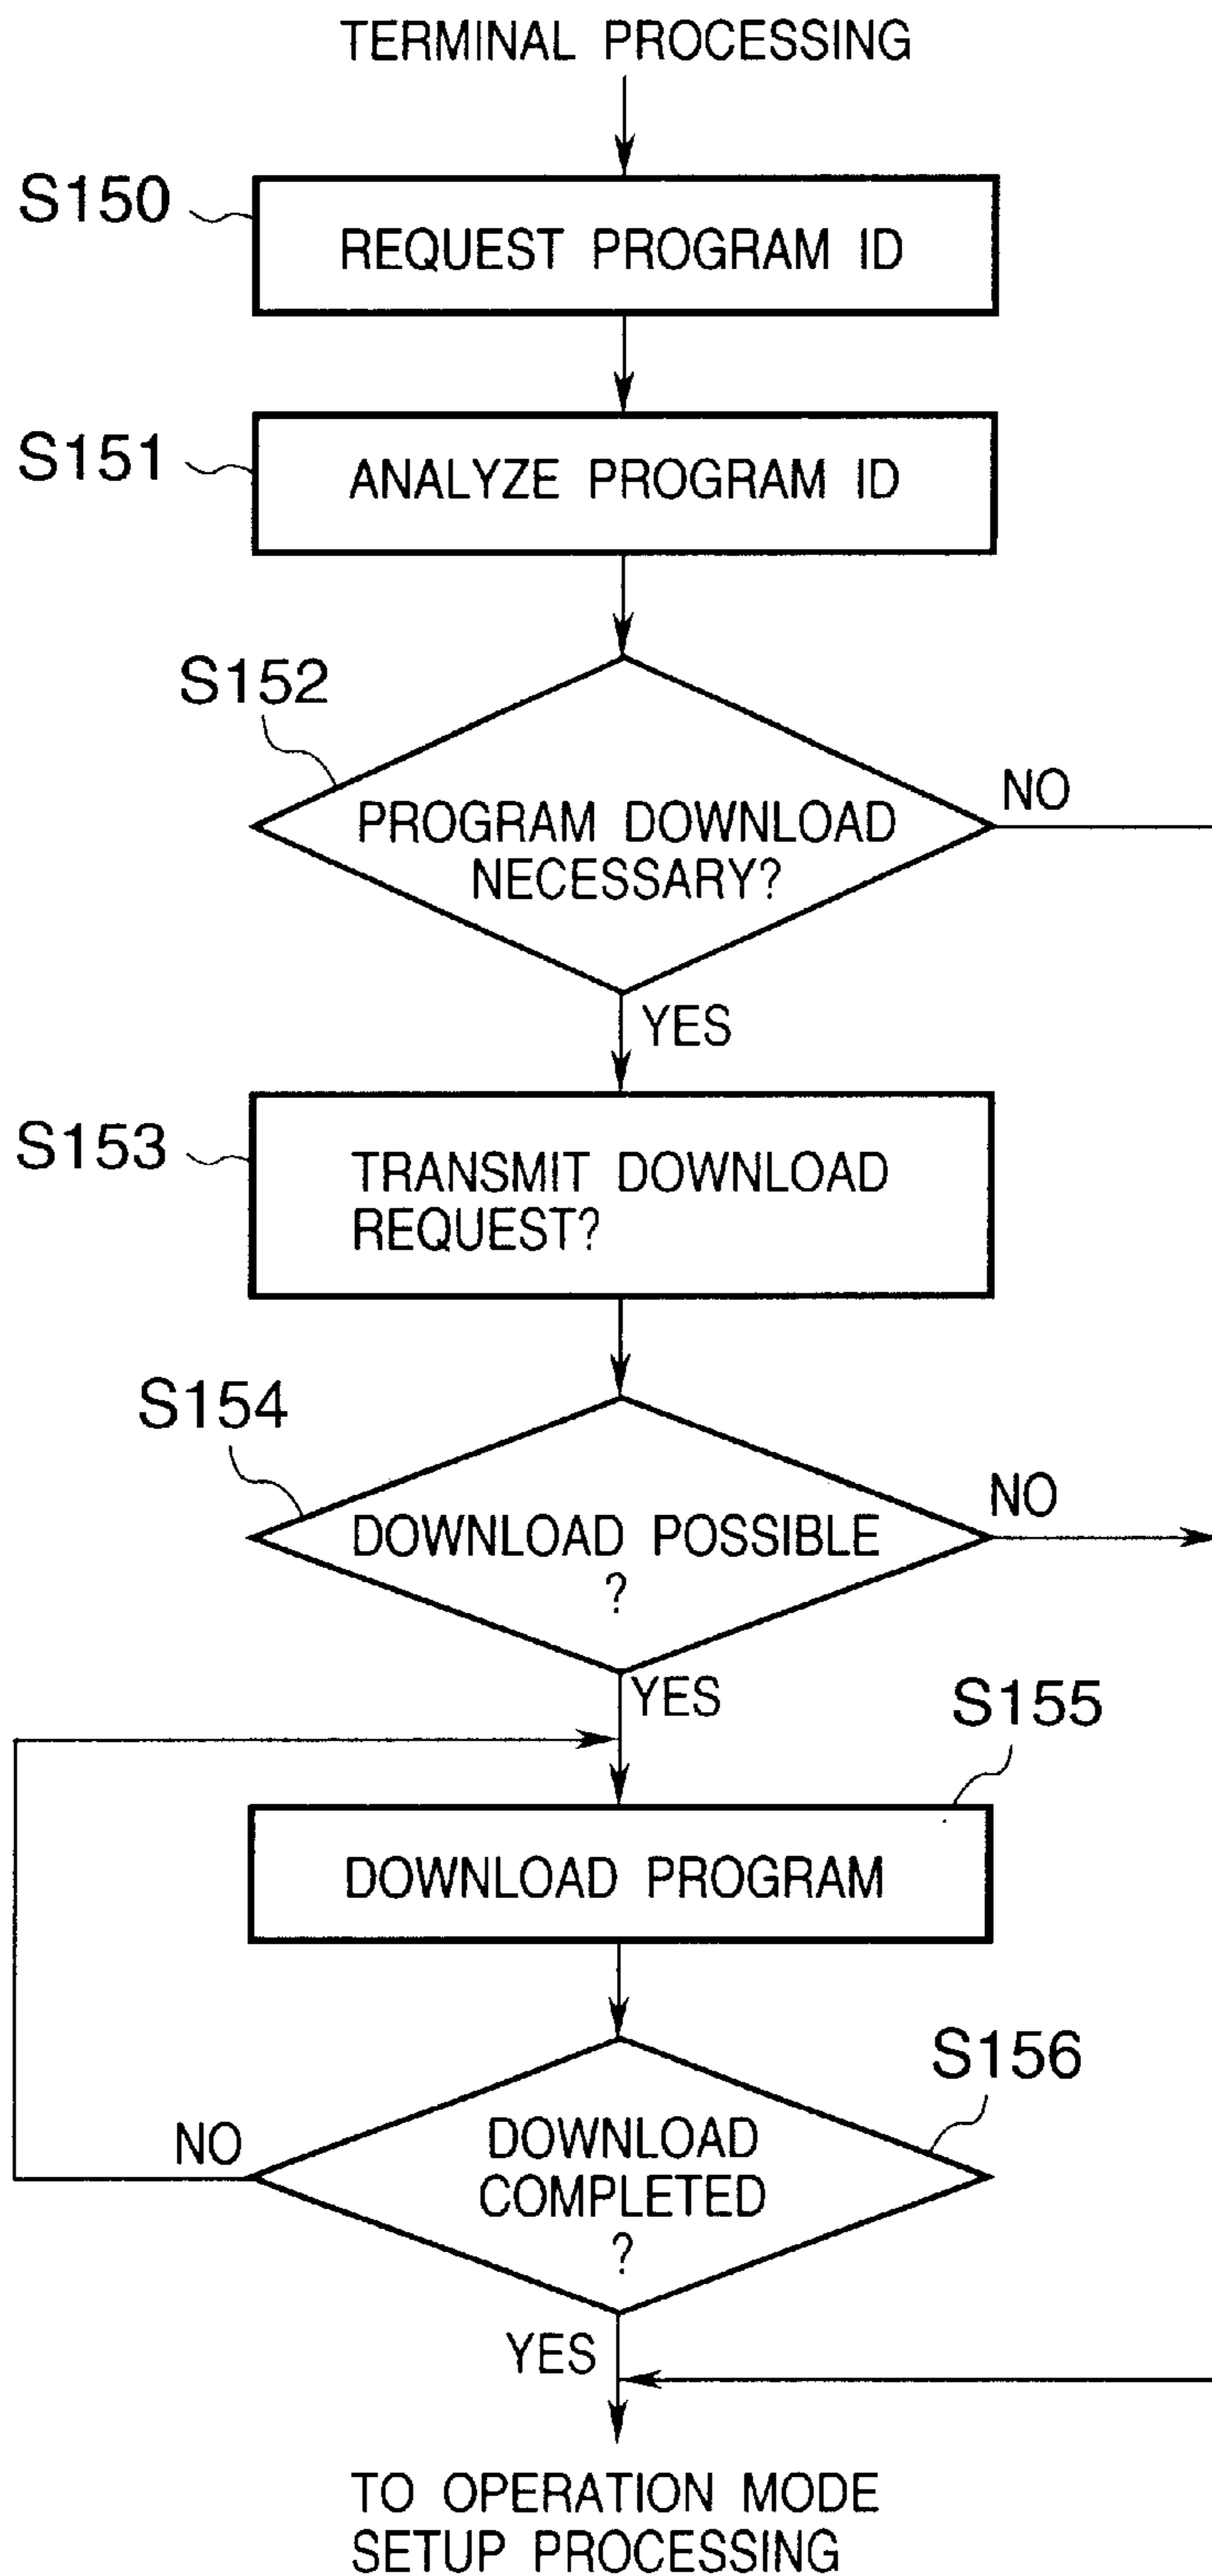 TERMINAL PROCESSING
S150
REQUEST PROGRAM ID
S151
ANALYZE PROGRAM ID
S152
NO
PROGRAM DOWNLOAD
NECESSARY?
YES
S153
TRANSMIT DOWNLOAD
REQUEST?
S154
NO
DOWNLOAD POSSIBLE
?
YES
S155
DOWNLOAD PROGRAM
S156
NO
DOWNLOAD
COMPLETED
?
YES
TO OPERATION MODE
SETUP PROCESSING